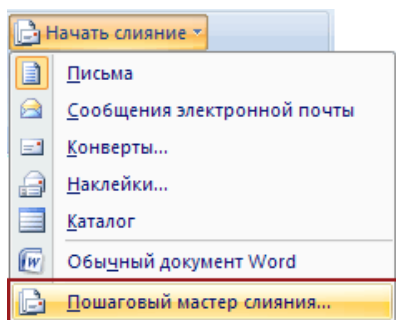 Начать слияние
Письма
Сообщения электронной почты
Конверты...
Наклейки...
Каталог
Обычный документ Word
Пошаговый мастер слияния...